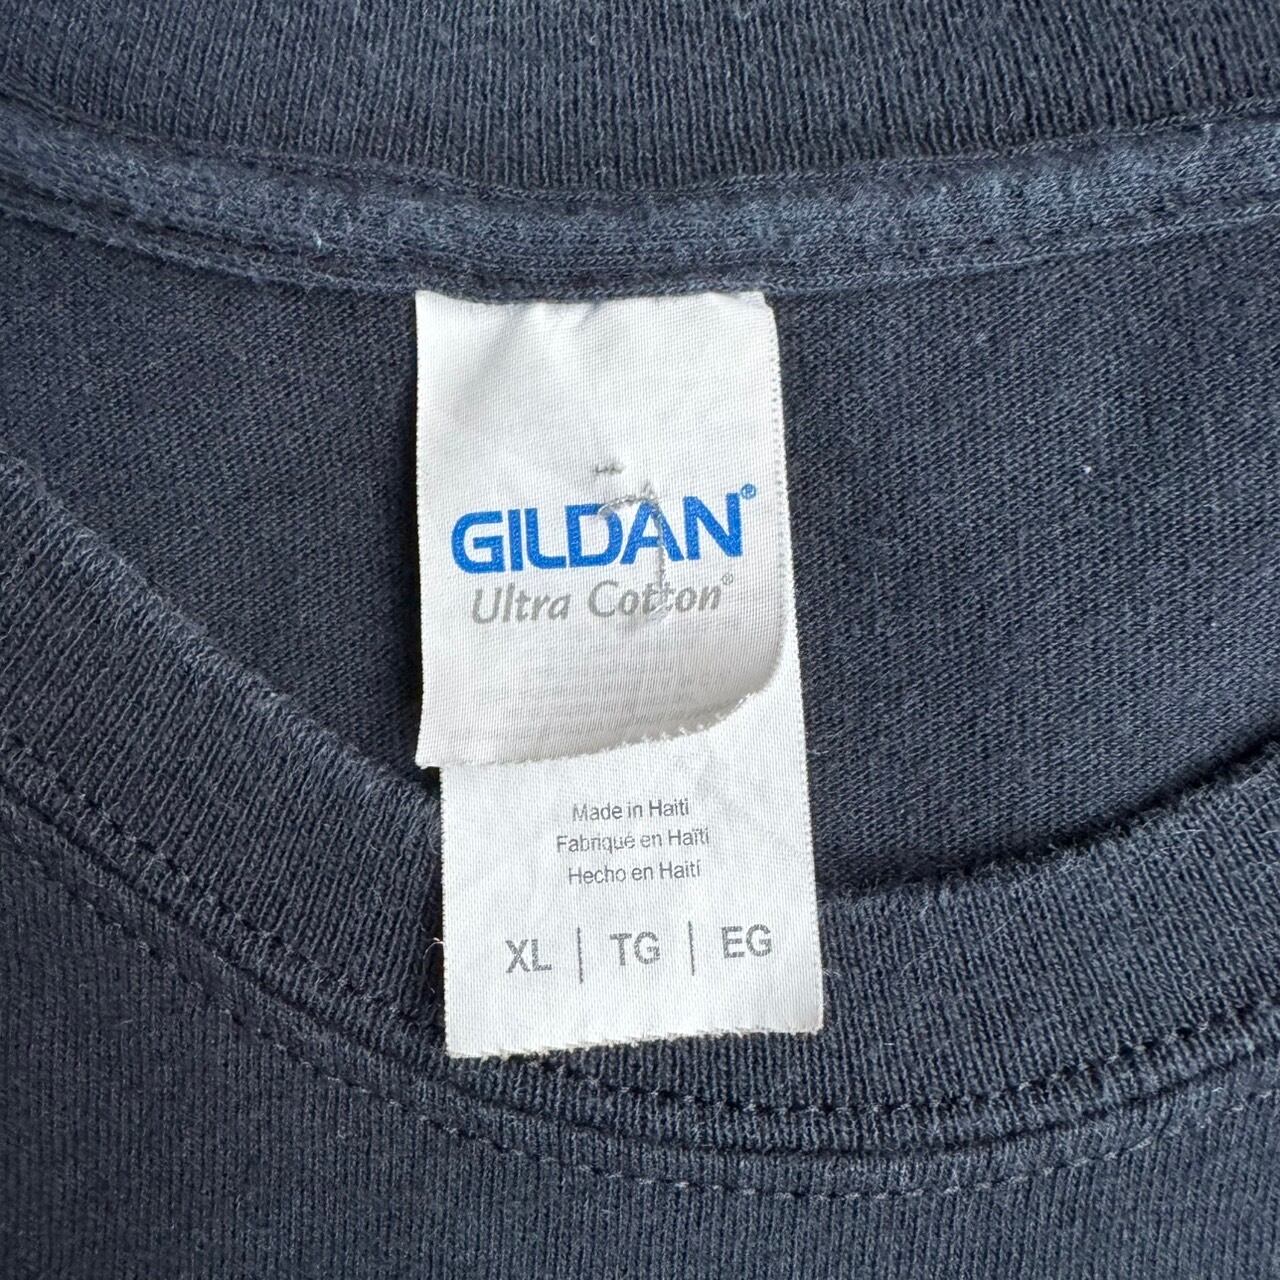 GILDAN®
Ultra Cotton®
Made in Haiti
Fabriqué en Haïti
Hecho en Haití
XL | TG | EG